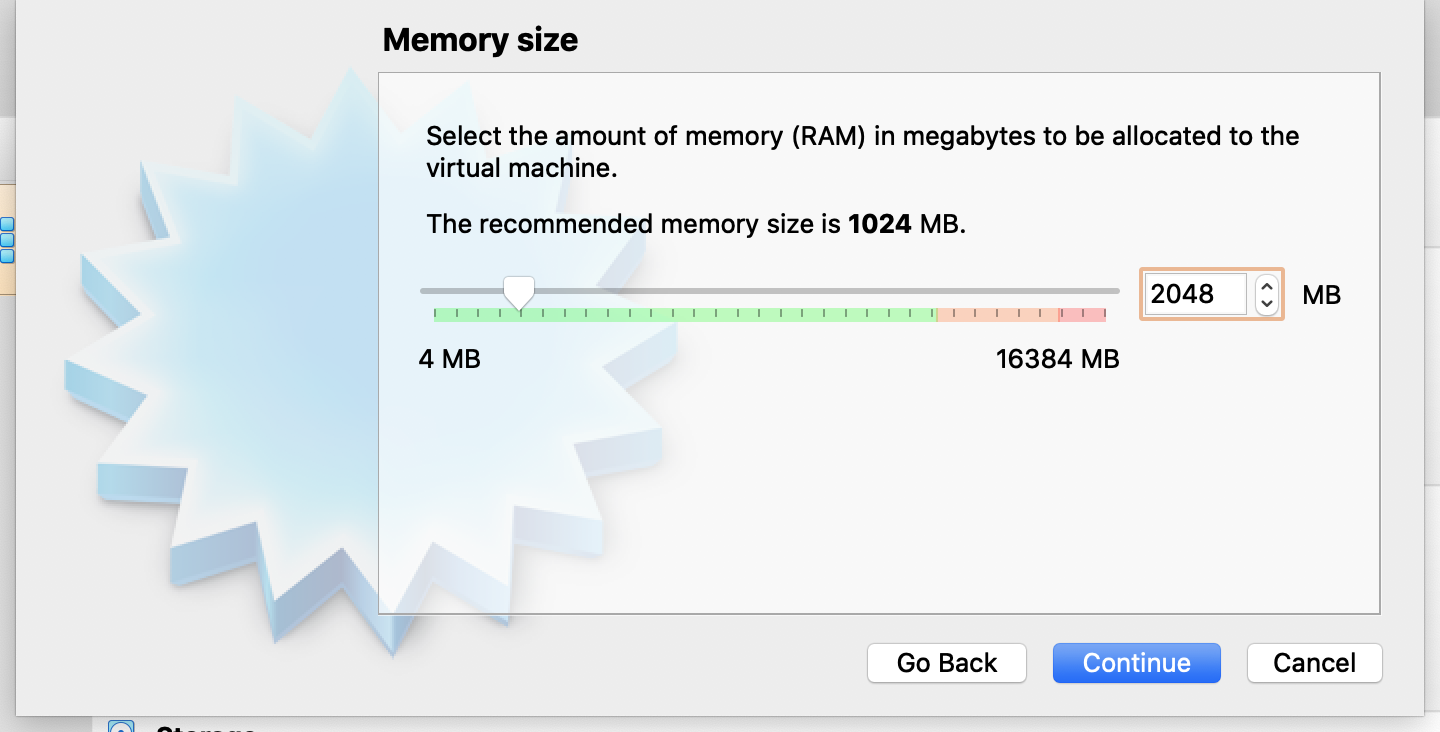 Memory size
Select the amount of memory (RAM) in megabytes to be allocated to the
virtual machine.
The recommended memory size is 1024 MB.
2048 MB
4 MB 16384 MB
Go Back Continue Cancel
Storage